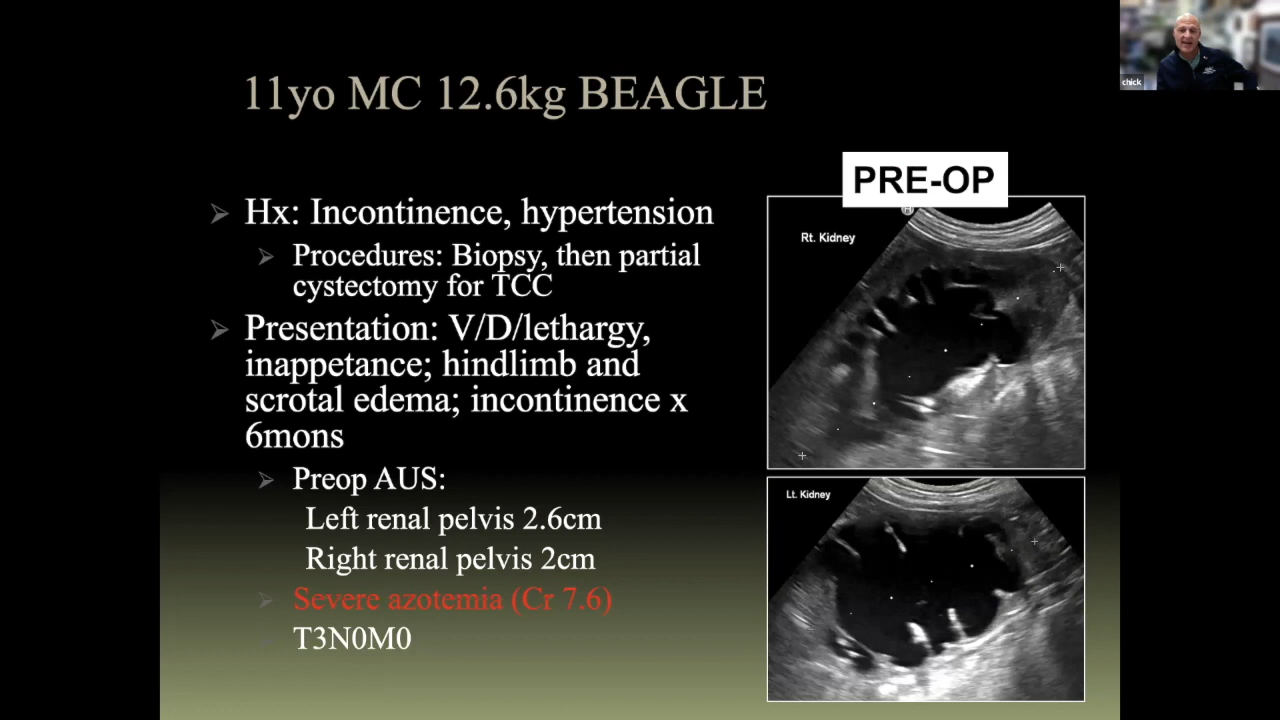 11yo MC 12.6kg BEAGLE
chick
PRE-OP
Hx: Incontinence, hypertension
Procedures: Biopsy, then partial
cystectomy for TCC
Presentation: V/D/lethargy,
inappetance; hindlimb and
scrotal edema; incontinence x
6mons
Preop AUS:
Left renal pelvis 2.6cm
Right renal pelvis 2cm
Severe azotemia (Cr 7.6)
T3N0M0
Rt. Kidney
Lt. Kidney